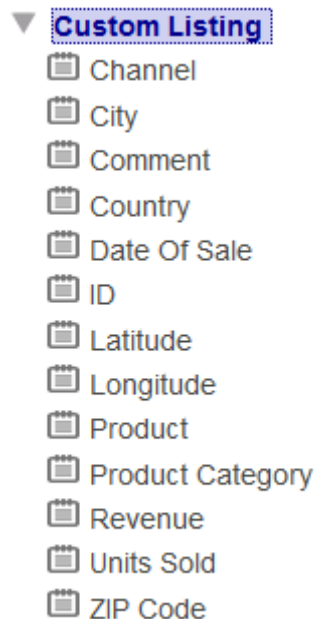 Custom Listing
Channel
City
Comment
Country
Date Of Sale
ID
Latitude
Longitude
Product
Product Category
Revenue
Units Sold
ZIP Code